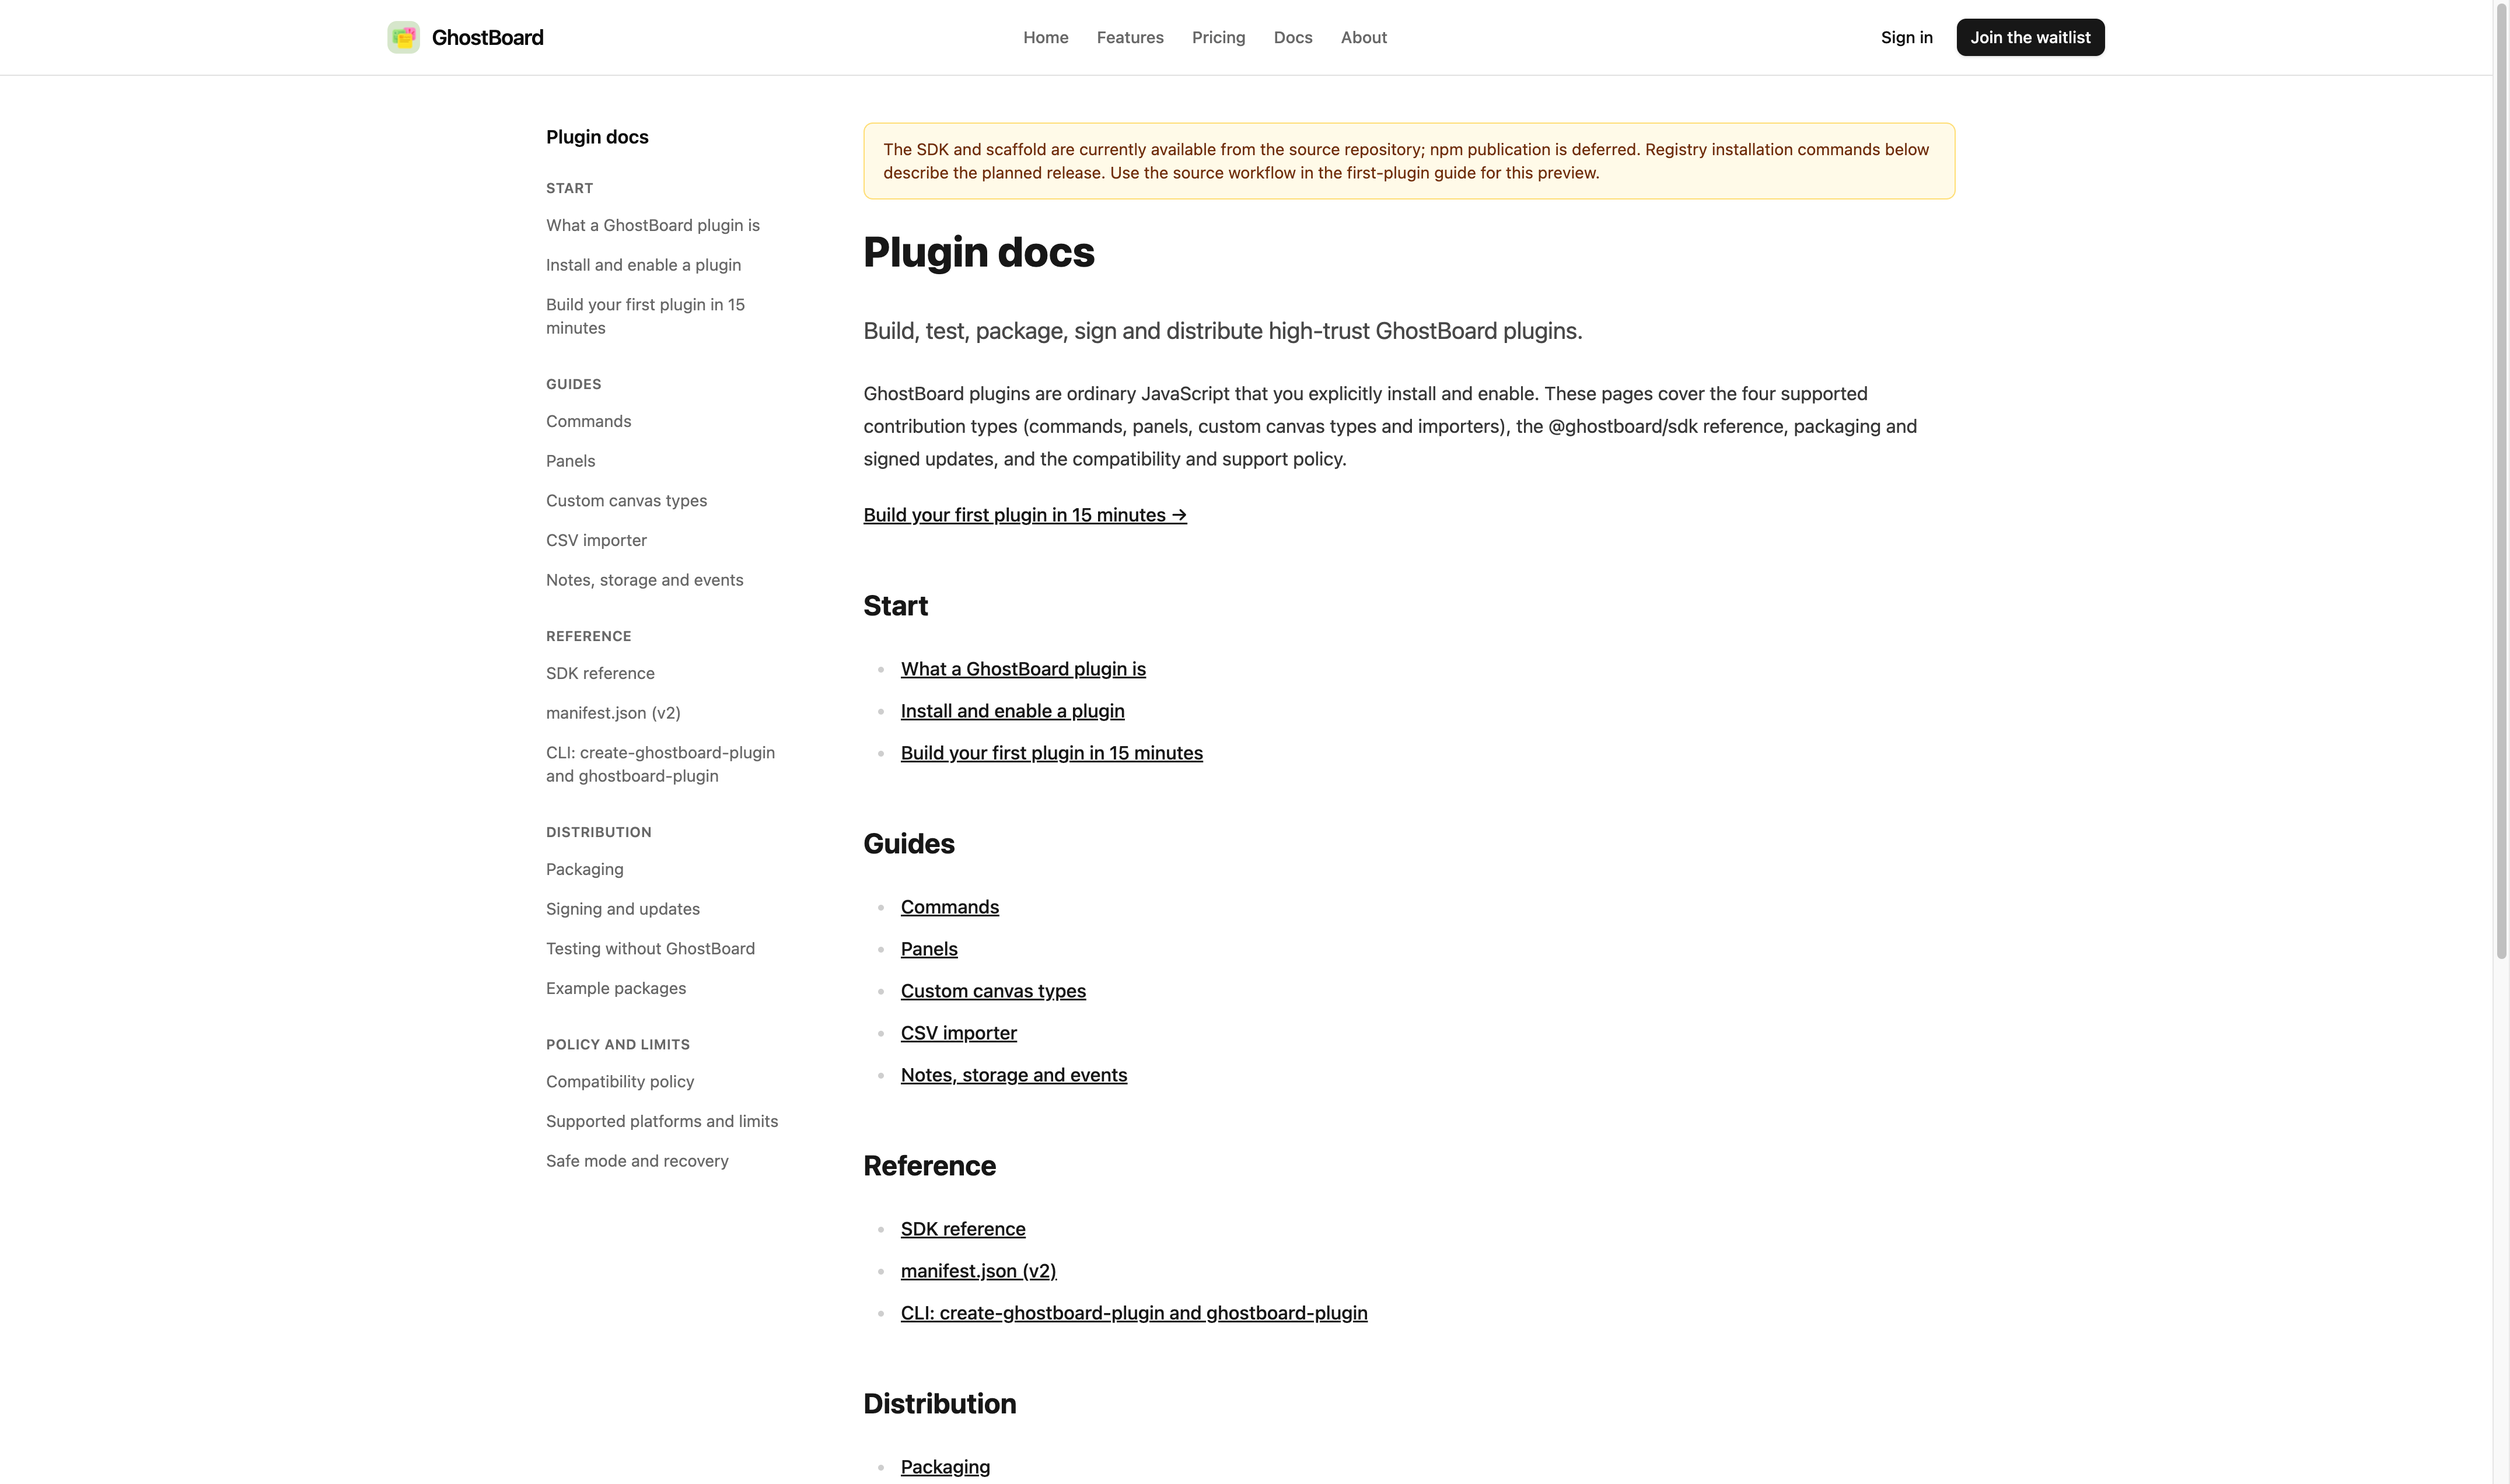 GhostBoard
Home
Features
Pricing
Docs
About
Sign in
Join the waitlist
Plugin docs
START
What a GhostBoard plugin is
Install and enable a plugin
Build your first plugin in 15
minutes
GUIDES
Commands
Panels
Custom canvas types
CSV importer
Notes, storage and events
REFERENCE
SDK reference
manifest.json (v2)
CLI: create-ghostboard-plugin
and ghostboard-plugin
DISTRIBUTION
Packaging
Signing and updates
Testing without GhostBoard
Example packages
POLICY AND LIMITS
Compatibility policy
Supported platforms and limits
Safe mode and recovery
The SDK and scaffold are currently available from the source repository; npm publication is deferred. Registry installation commands below
describe the planned release. Use the source workflow in the first-plugin guide for this preview.
Plugin docs
Build, test, package, sign and distribute high-trust GhostBoard plugins.
GhostBoard plugins are ordinary JavaScript that you explicitly install and enable. These pages cover the four supported
contribution types (commands, panels, custom canvas types and importers), the @ghostboard/sdk reference, packaging and
signed updates, and the compatibility and support policy.
Build your first plugin in 15 minutes →
Start
What a GhostBoard plugin is
Install and enable a plugin
Build your first plugin in 15 minutes
Guides
Commands
Panels
Custom canvas types
CSV importer
Notes, storage and events
Reference
SDK reference
manifest.json (v2)
CLI: create-ghostboard-plugin and ghostboard-plugin
Distribution
Packaging